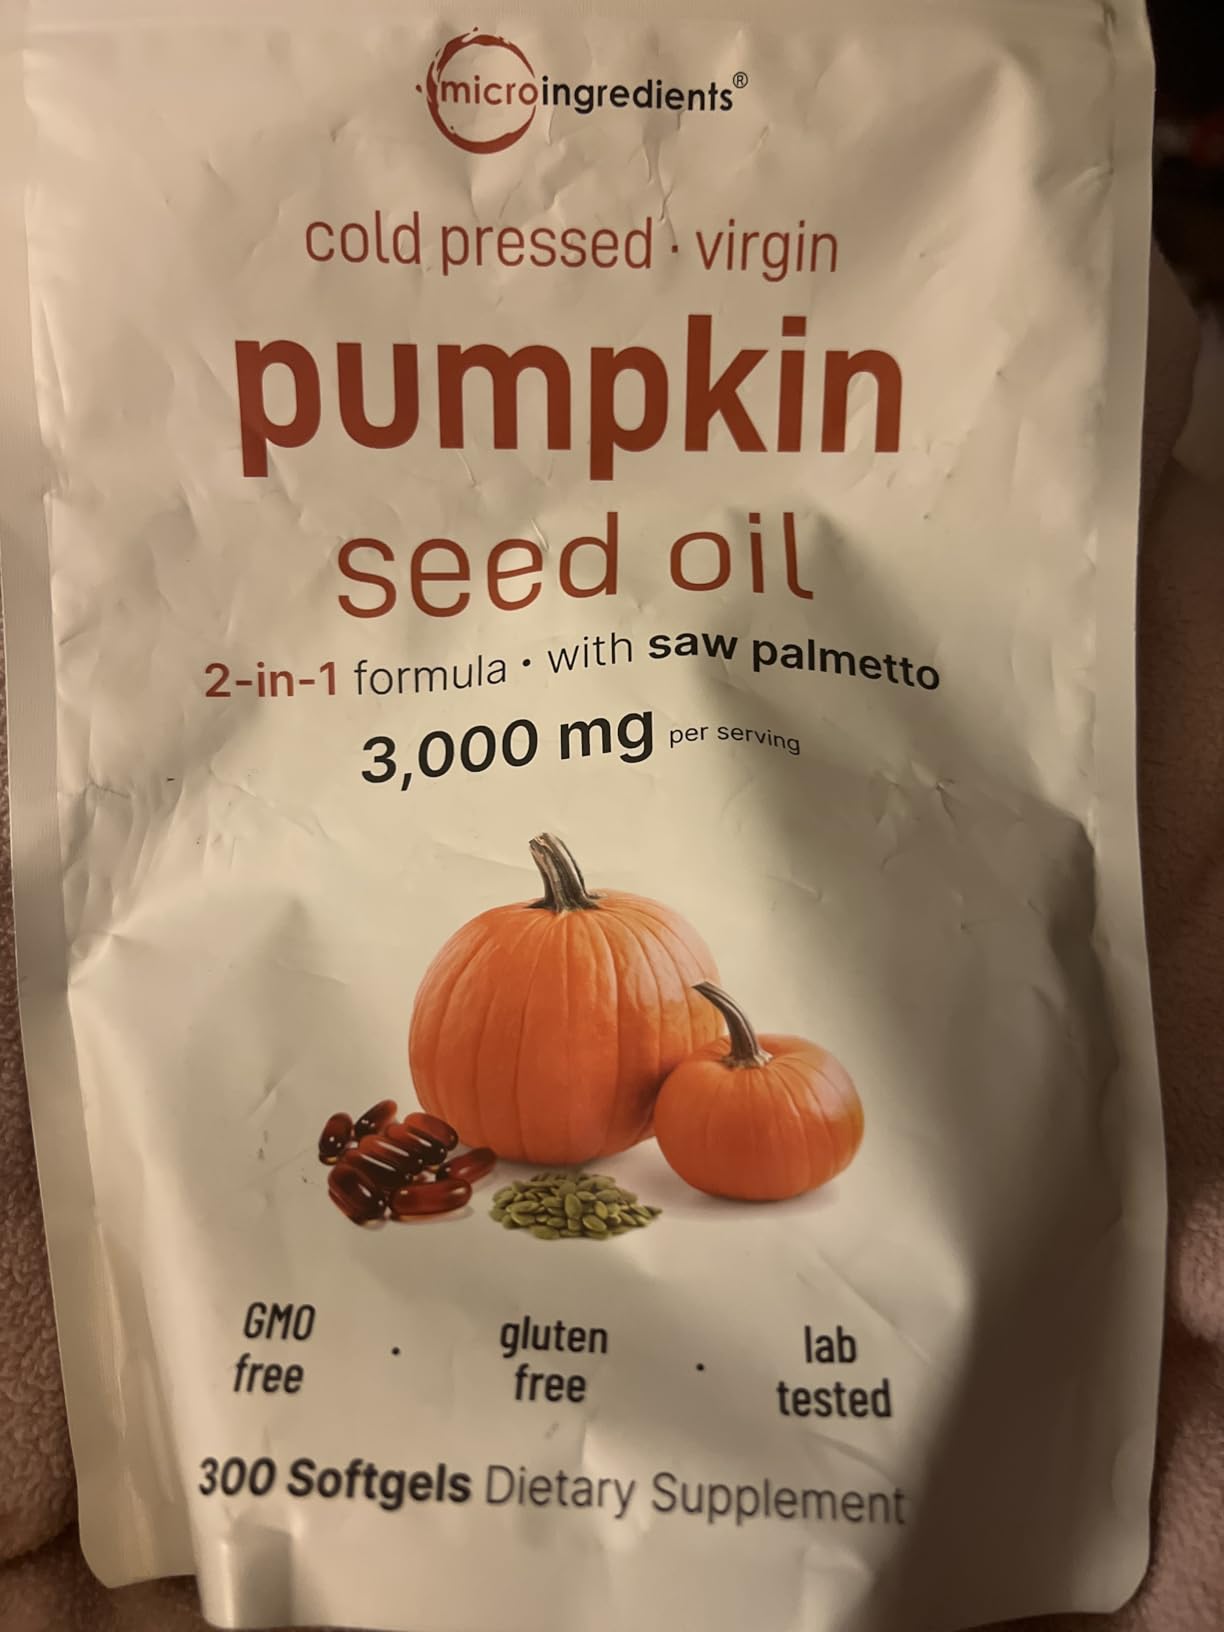 microingredients®
cold pressed · virgin
pumpkin
seed oil
2-in-1 formula · with saw palmetto
3,000 mg per serving
GMO free · gluten free · lab tested
300 Softgels Dietary Supplement